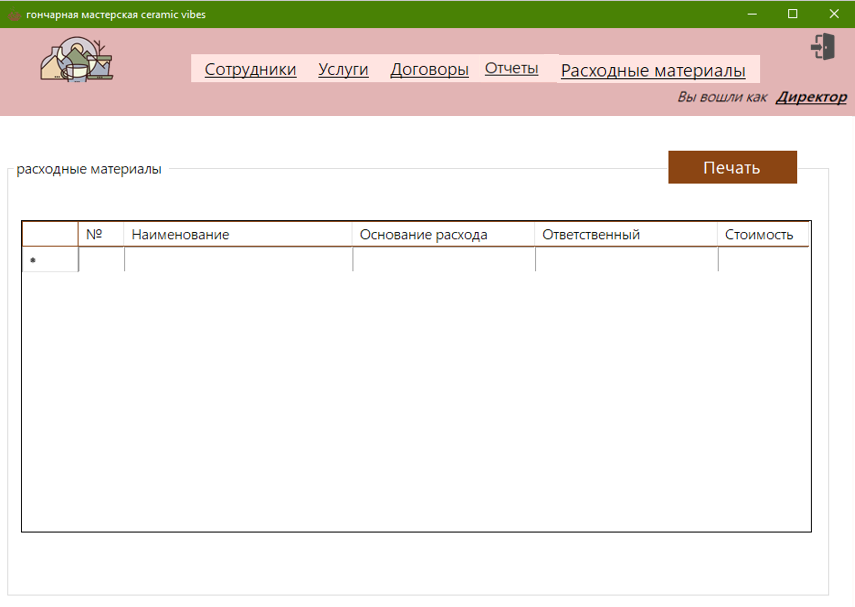 гончарная мастерская ceramic vibes
Сотрудники Услуги Договоры Отчеты Расходные материалы
Вы вошли как Директор
расходные материалы
Печать
№ Наименование Основание расхода Ответственный Стоимость
*